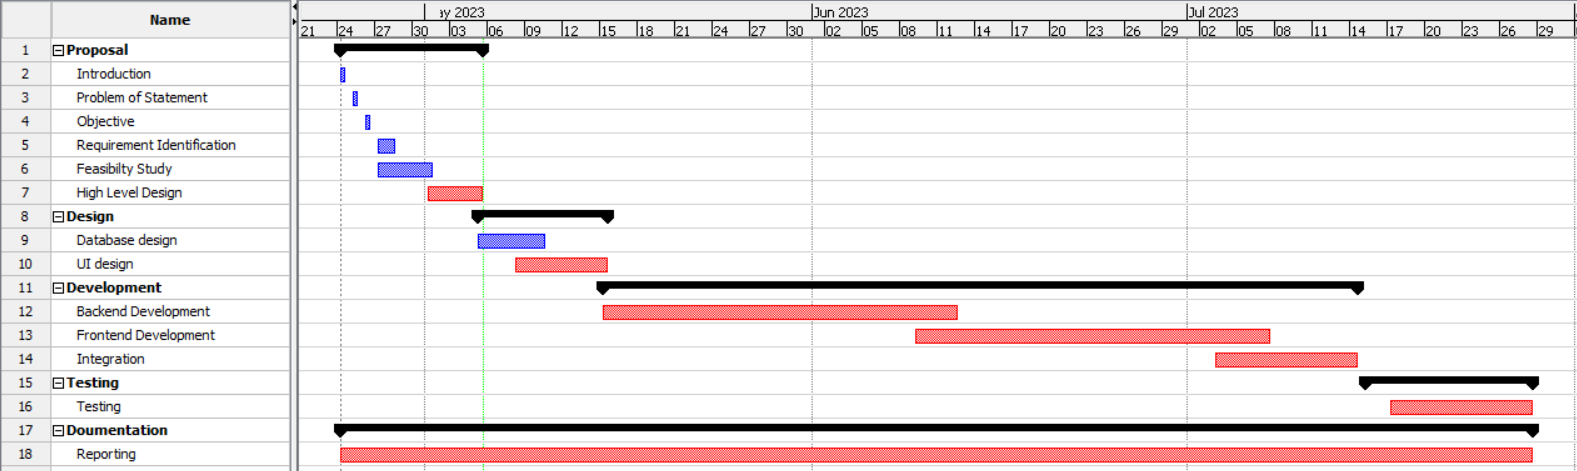 Name
ay 2023 Jun 2023 Jul 2023
21 24 27 30 03 06 09 12 15 18 21 24 27 30 02 05 08 11 14 17 20 23 26 29 02 05 08 11 14 17 20 23 26 29
1 Proposal
2 Introduction
3 Problem of Statement
4 Objective
5 Requirement Identification
6 Feasibilty Study
7 High Level Design
8 Design
9 Database design
10 UI design
11 Development
12 Backend Development
13 Frontend Development
14 Integration
15 Testing
16 Testing
17 Doumentation
18 Reporting